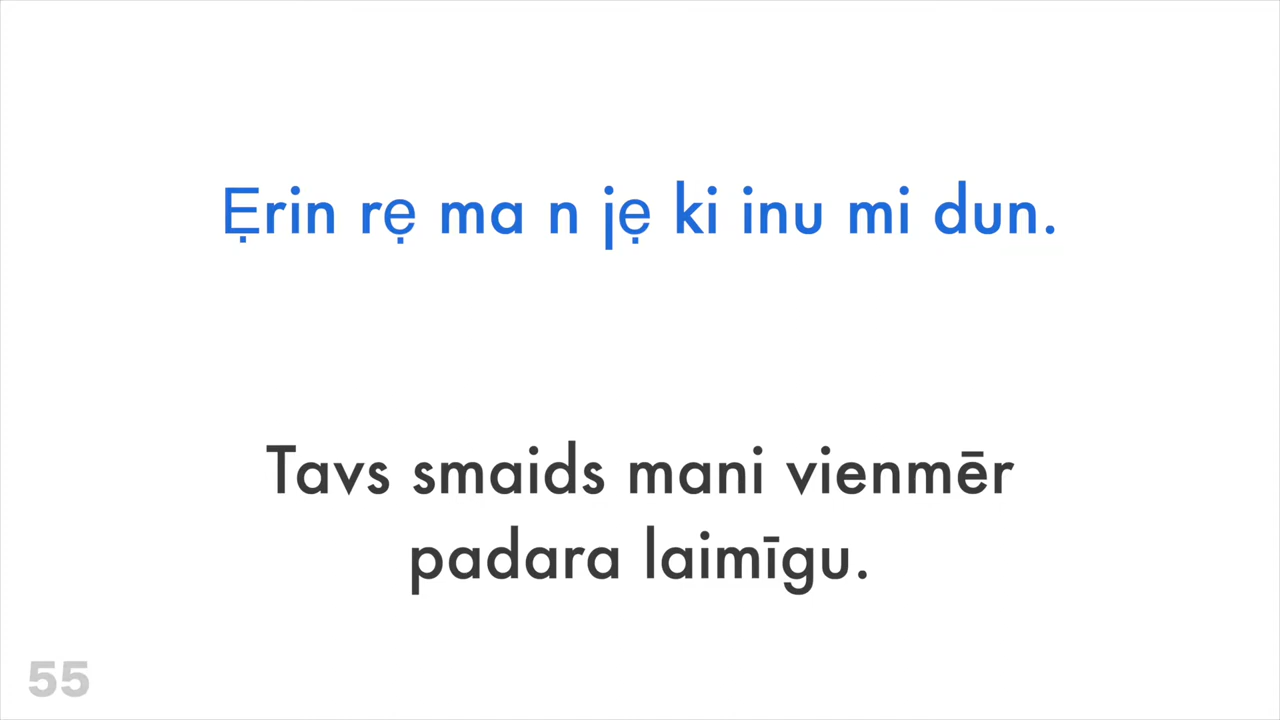 Ẹrin rẹ ma n jẹ ki inu mi dun.
Tavs smaids mani vienmēr
padara laimīgu.
55